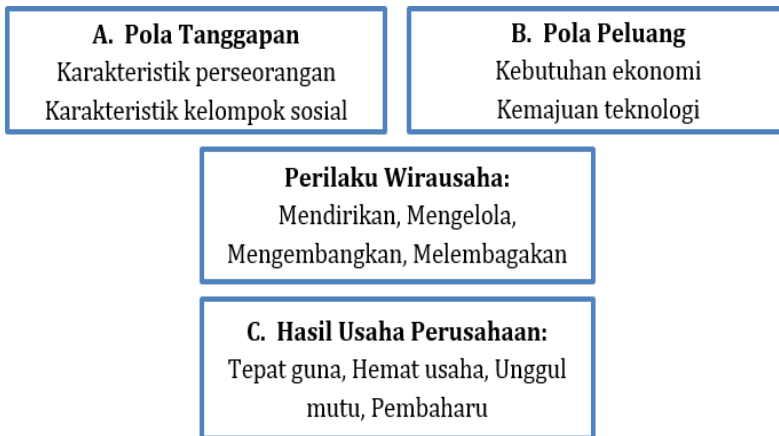 A. Pola Tanggapan
Karakteristik perseorangan
Karakteristik kelompok sosial
B. Pola Peluang
Kebutuhan ekonomi
Kemajuan teknologi
Perilaku Wirausaha:
Mendirikan, Mengelola,
Mengembangkan, Melembagakan
C. Hasil Usaha Perusahaan:
Tepat guna, Hemat usaha, Unggul
mutu, Pembaharu